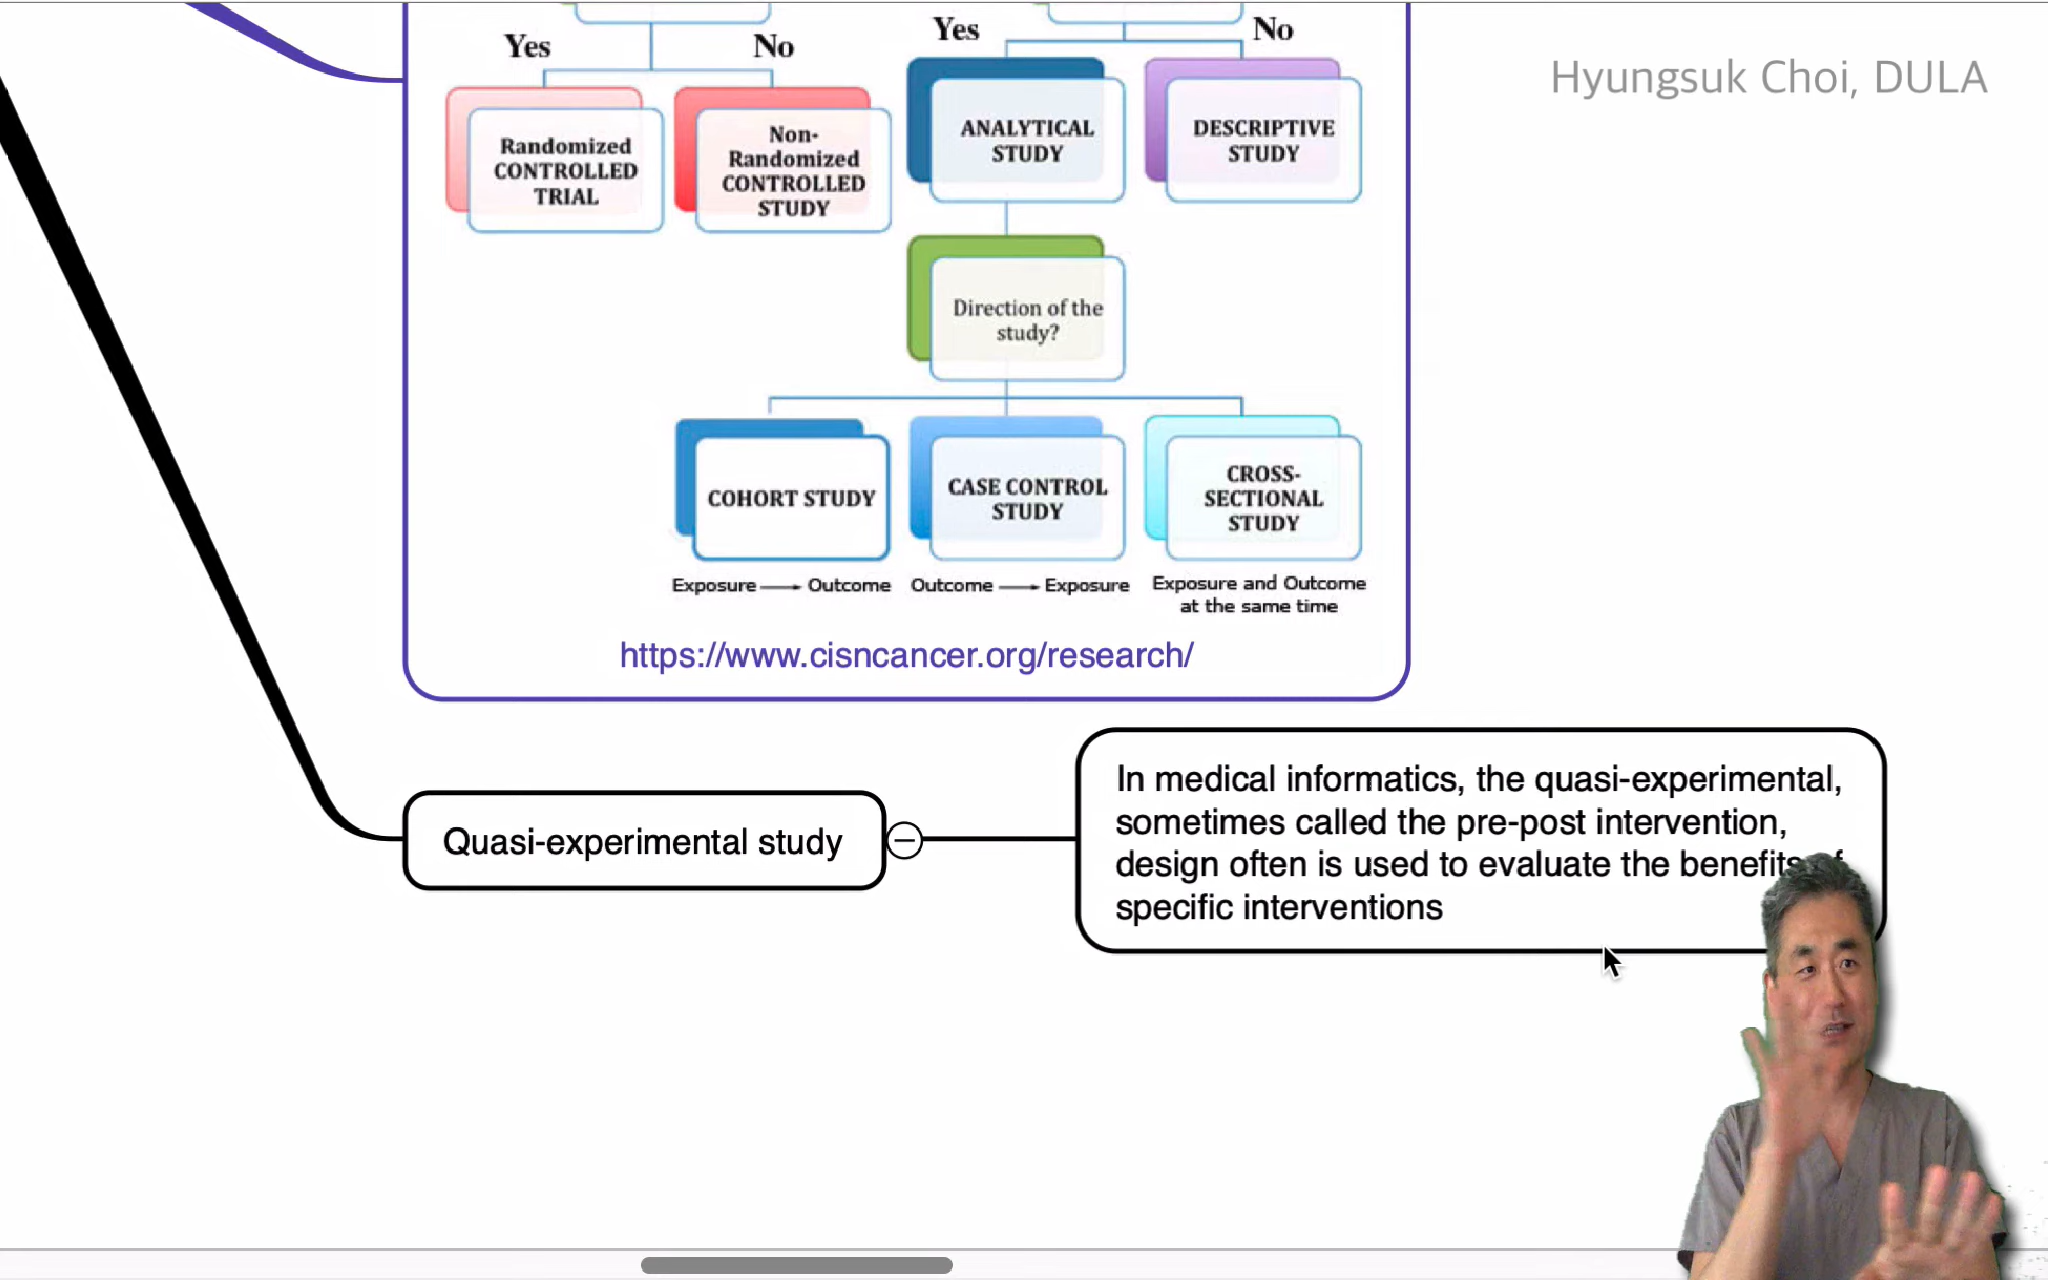 Yes
No
Yes
No
Hyungsuk Choi, DULA
Randomized
CONTROLLED
TRIAL
Non-
Randomized
CONTROLLED
STUDY
ANALYTICAL
STUDY
DESCRIPTIVE
STUDY
Direction of the
study?
COHORT STUDY
CASE CONTROL
STUDY
CROSS-
SECTIONAL
STUDY
Exposure → Outcome
Outcome → Exposure
Exposure and Outcome
at the same time
https://www.cisncancer.org/research/
Quasi-experimental study
In medical informatics, the quasi-experimental,
sometimes called the pre-post intervention,
design often is used to evaluate the benefits of
specific interventions